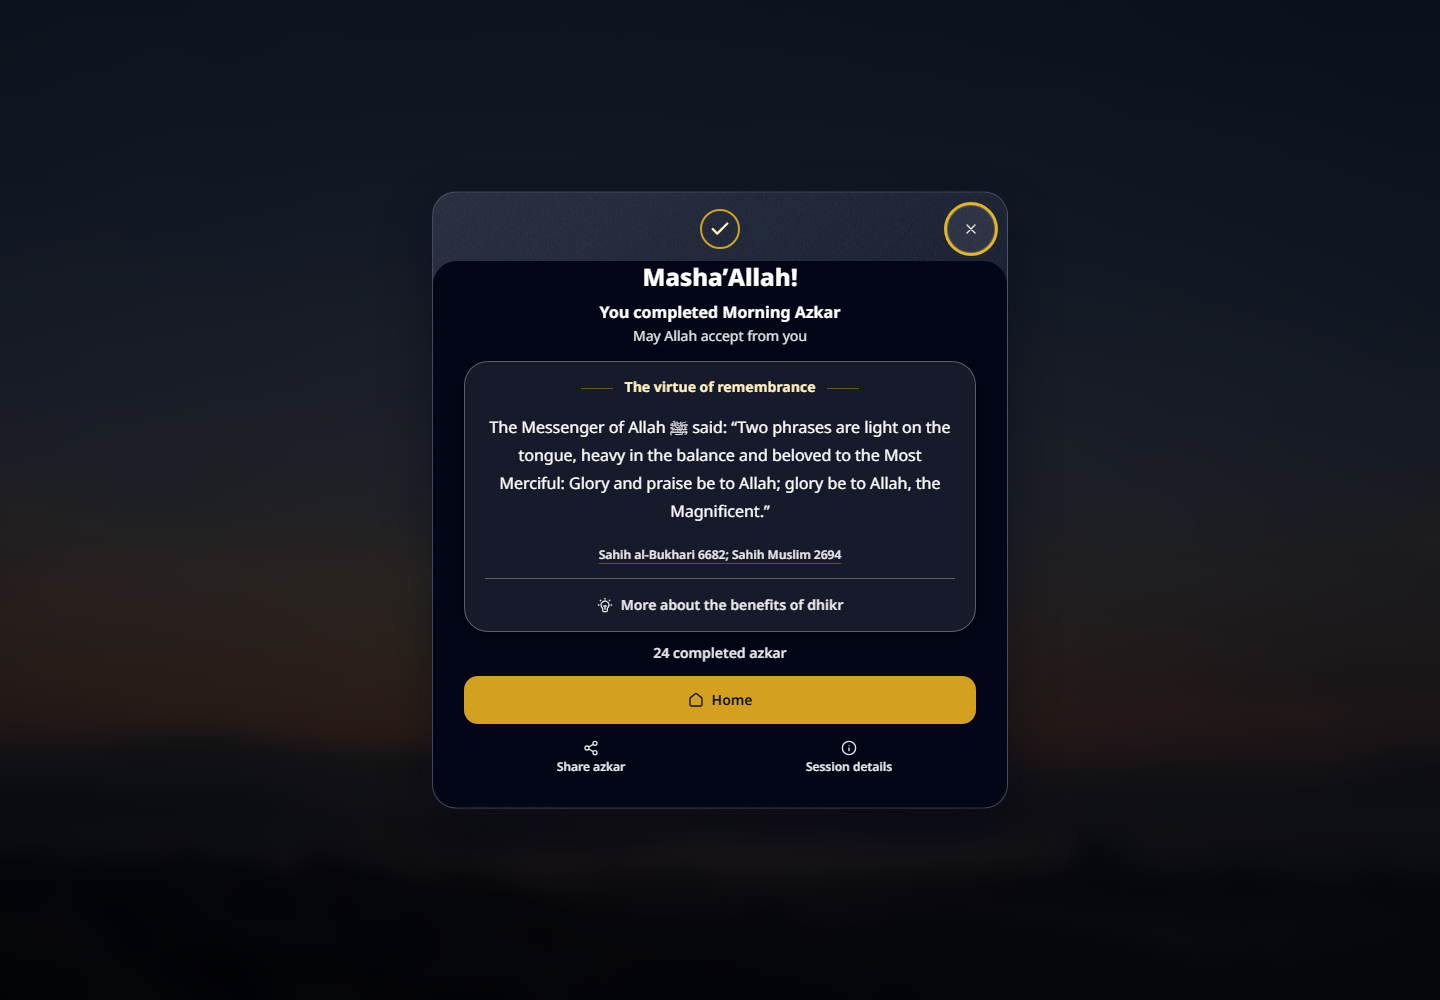 Masha’Allah!
You completed Morning Azkar
May Allah accept from you
The virtue of remembrance
The Messenger of Allah ﷺ said: “Two phrases are light on the
tongue, heavy in the balance and beloved to the Most
Merciful: Glory and praise be to Allah; glory be to Allah, the
Magnificent.”
Sahih al-Bukhari 6682; Sahih Muslim 2694
More about the benefits of dhikr
24 completed azkar
Home
Share azkar
Session details